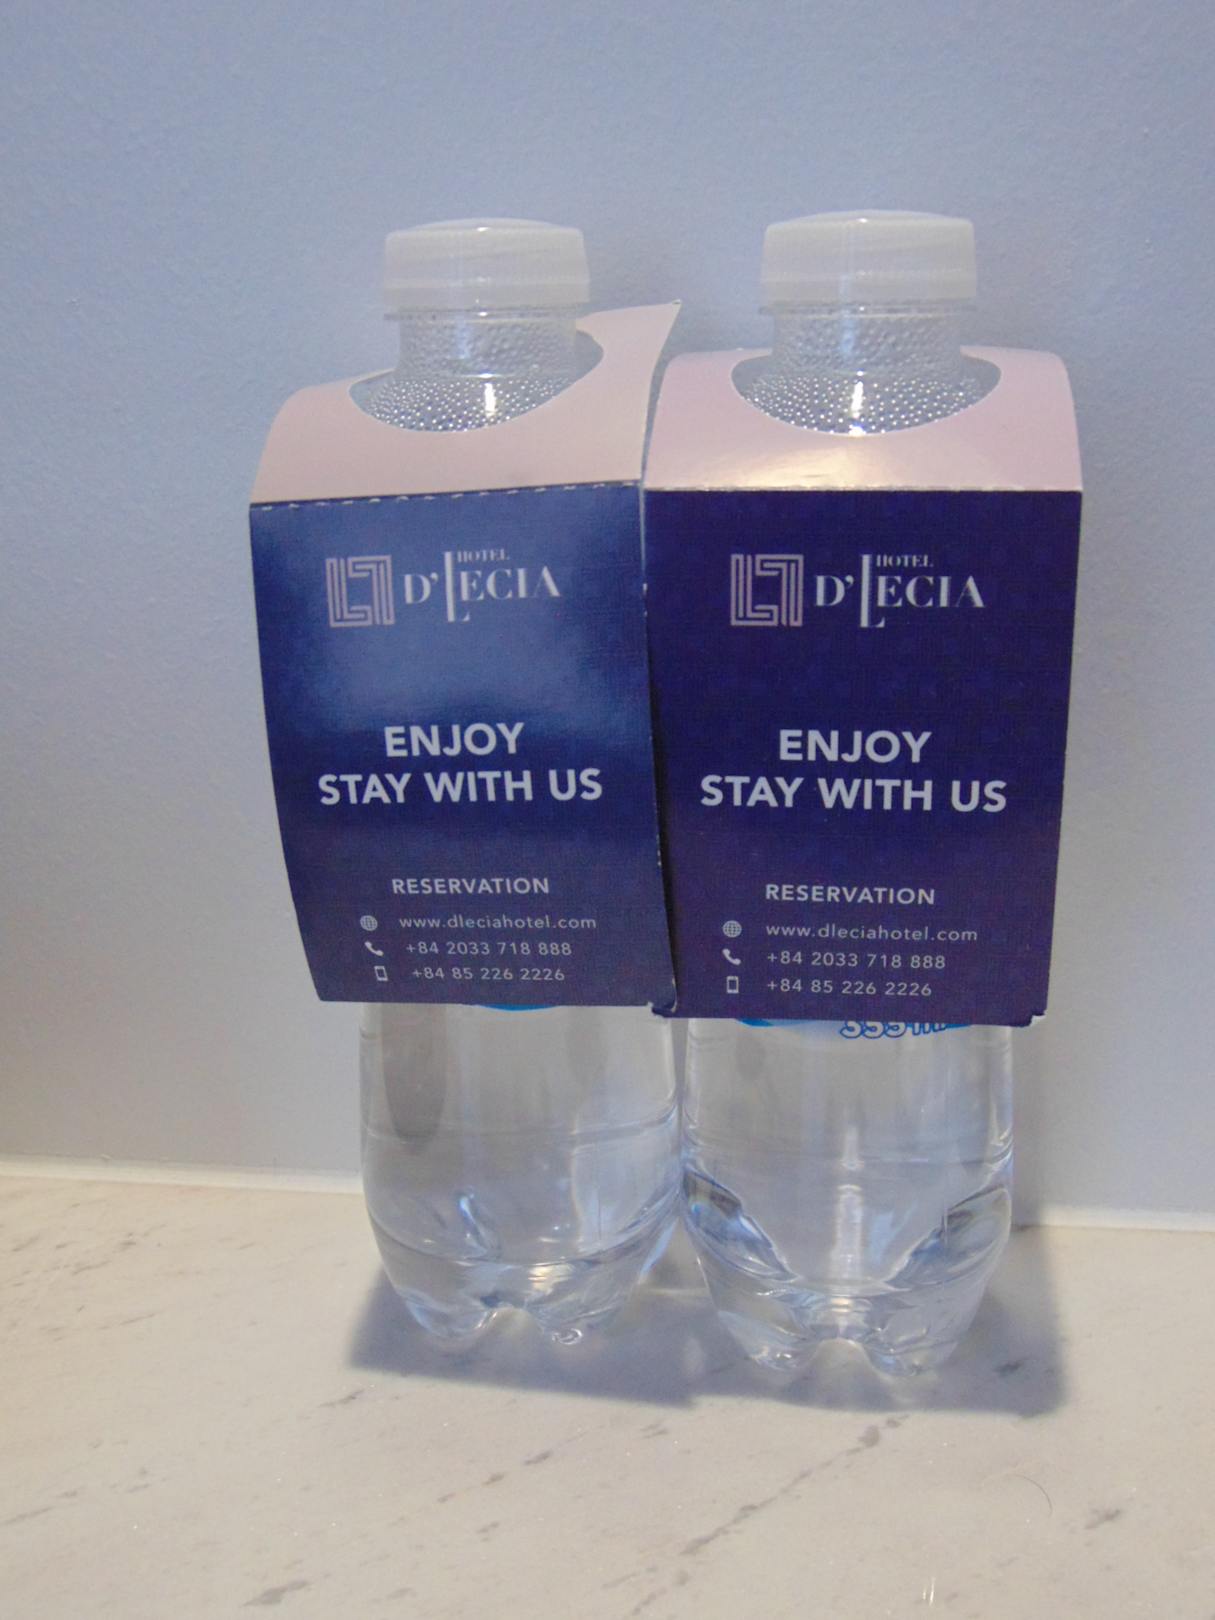 HOTEL
D'LECIA
ENJOY
STAY WITH US
RESERVATION
www.dleciahotel.com
+84 2033 718 888
+84 85 226 2226
HOTEL
D'LECIA
ENJOY
STAY WITH US
RESERVATION
www.dleciahotel.com
+84 2033 718 888
+84 85 226 2226